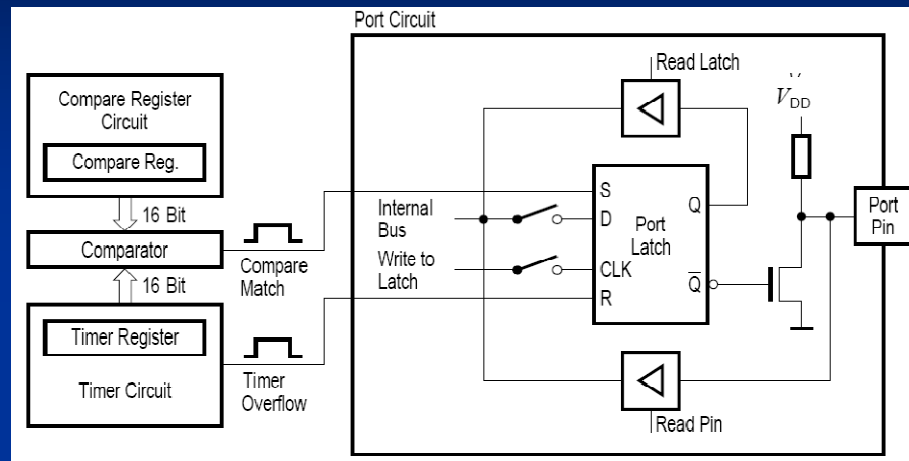 Port Circuit
Compare Register
Circuit
Compare Reg.
16 Bit
Comparator
16 Bit
Timer Register
Timer Circuit
Compare
Match
Timer
Overflow
Internal
Bus
Write to
Latch
Read Latch
S
D
CLK
R
Q
Port
Latch
Q̅
Read Pin
V_DD
Port
Pin